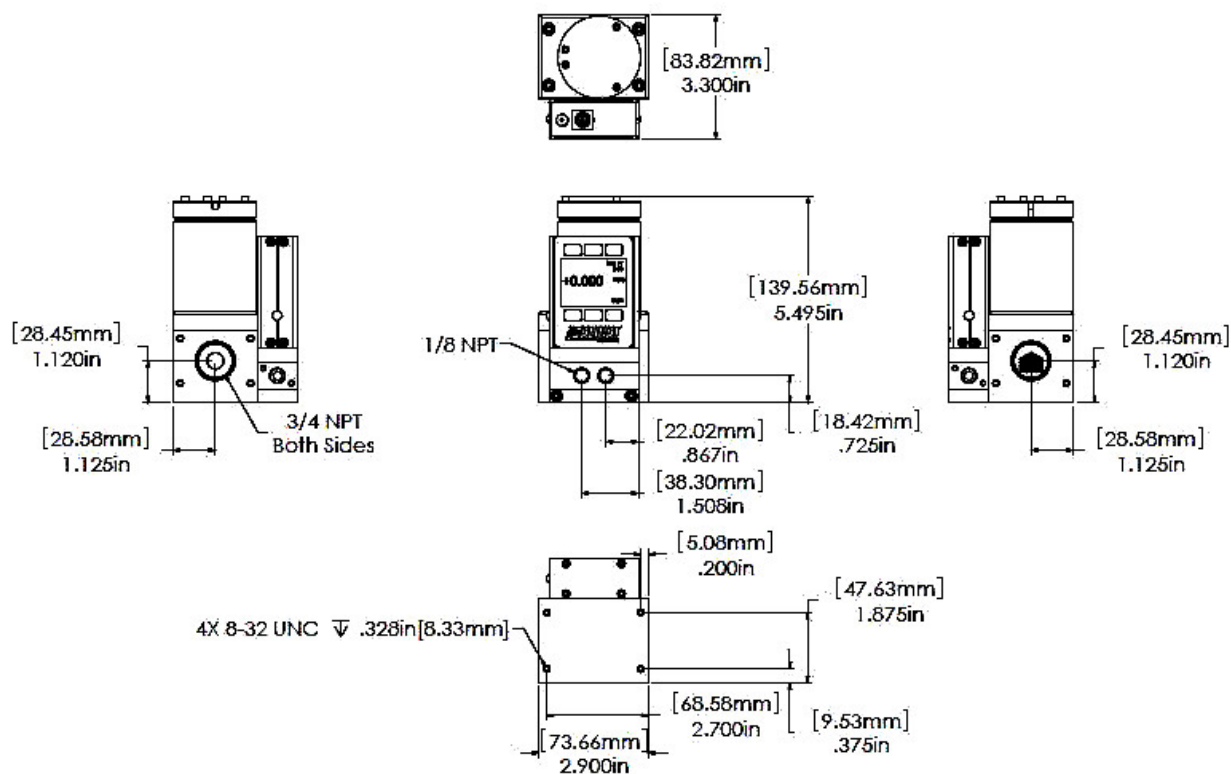 [83.82mm]
3.300in
[139.56mm]
5.495in
+0.000
[28.45mm]
1.120in
1/8 NPT
[28.45mm]
1.120in
3/4 NPT
Both Sides
[28.58mm]
1.125in
[22.02mm]
.867in
[18.42mm]
.725in
[28.58mm]
1.125in
[38.30mm]
1.508in
[5.08mm]
.200in
[47.63mm]
1.875in
4X 8-32 UNC ↧ .328in[8.33mm]
[68.58mm]
2.700in
[9.53mm]
.375in
[73.66mm]
2.900in